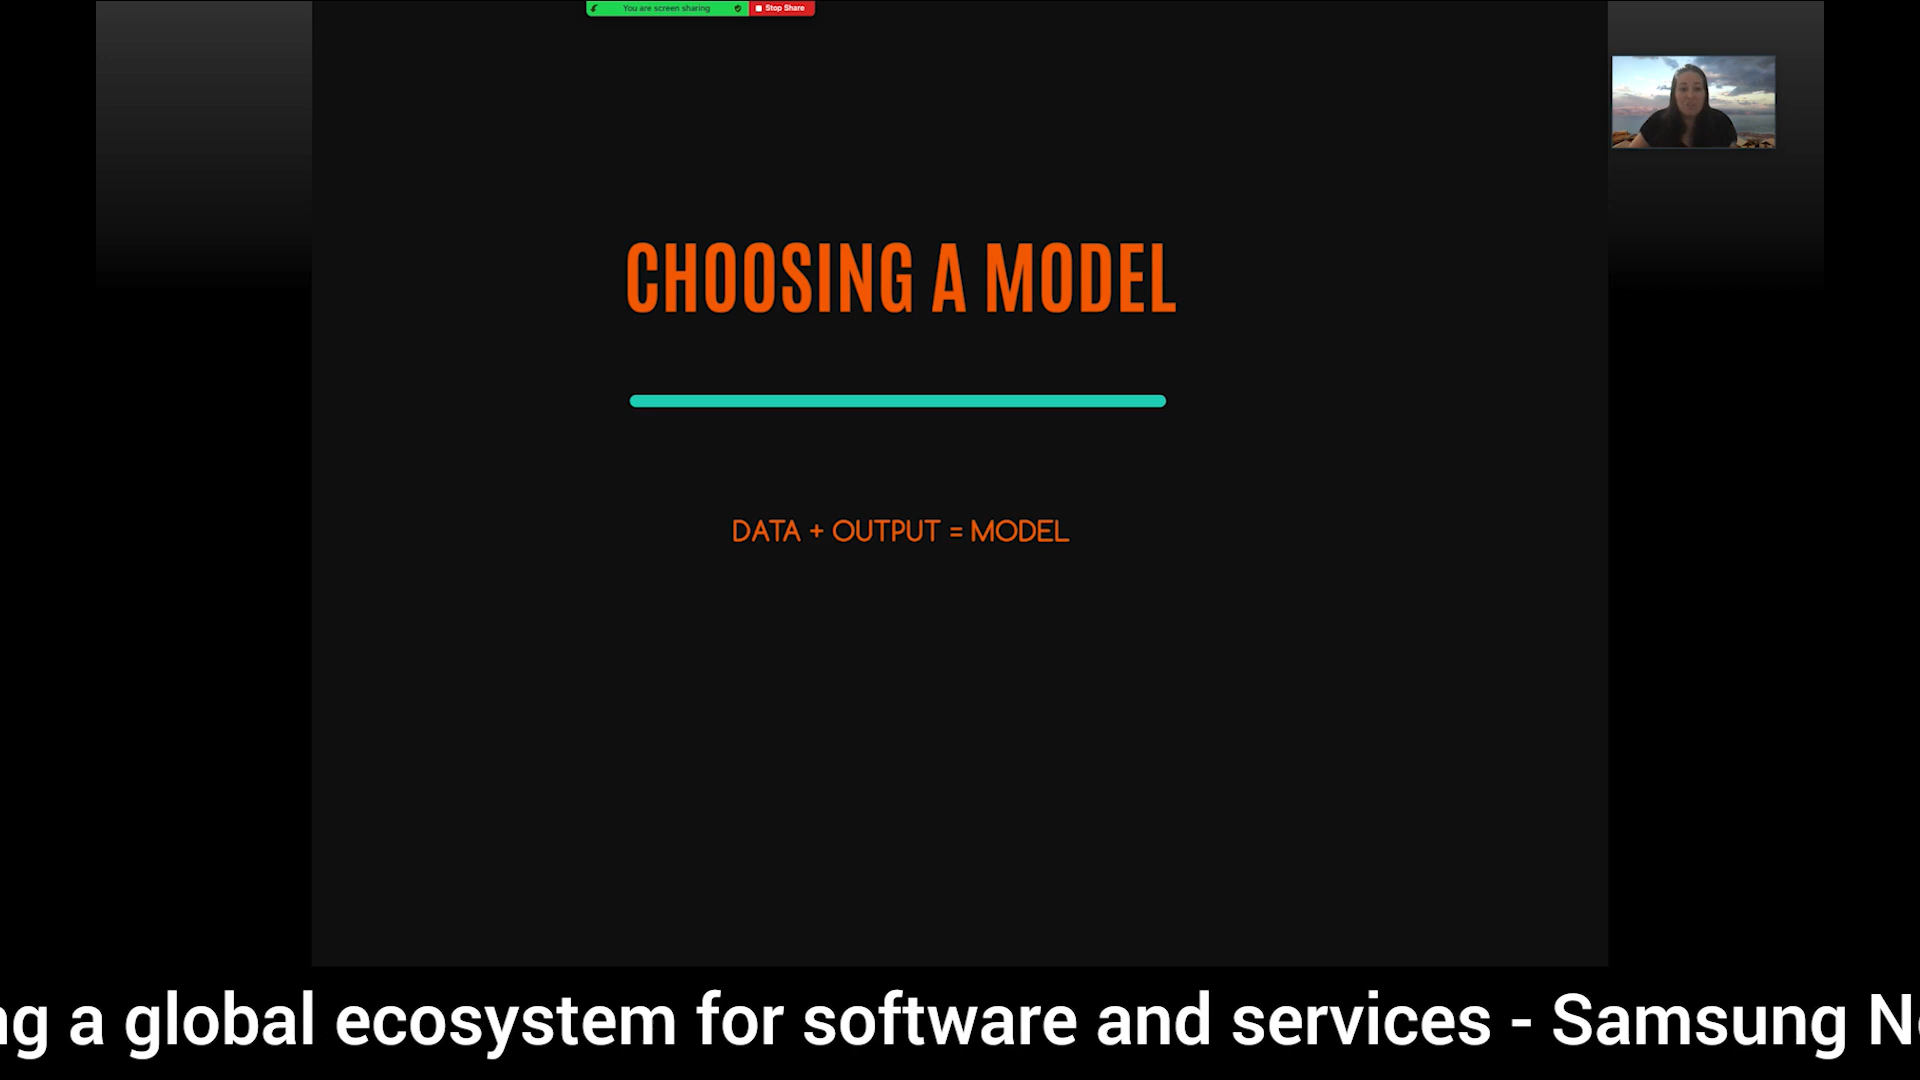 You are screen sharing
Stop Share
CHOOSING A MODEL
DATA + OUTPUT = MODEL
ng a global ecosystem for software and services - Samsung N